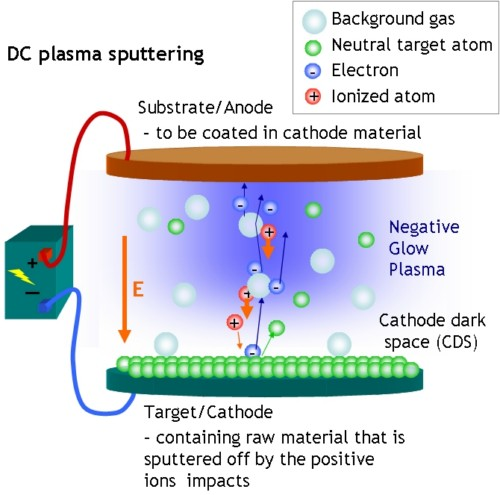 Background gas
Neutral target atom
- Electron
+ Ionized atom
DC plasma sputtering
Substrate/Anode
- to be coated in cathode material
-
-
+
Negative
Glow
Plasma
+
E
-
-
+
+
-
Cathode dark
space (CDS)
-
Target/Cathode
- containing raw material that is
sputtered off by the positive
ions impacts